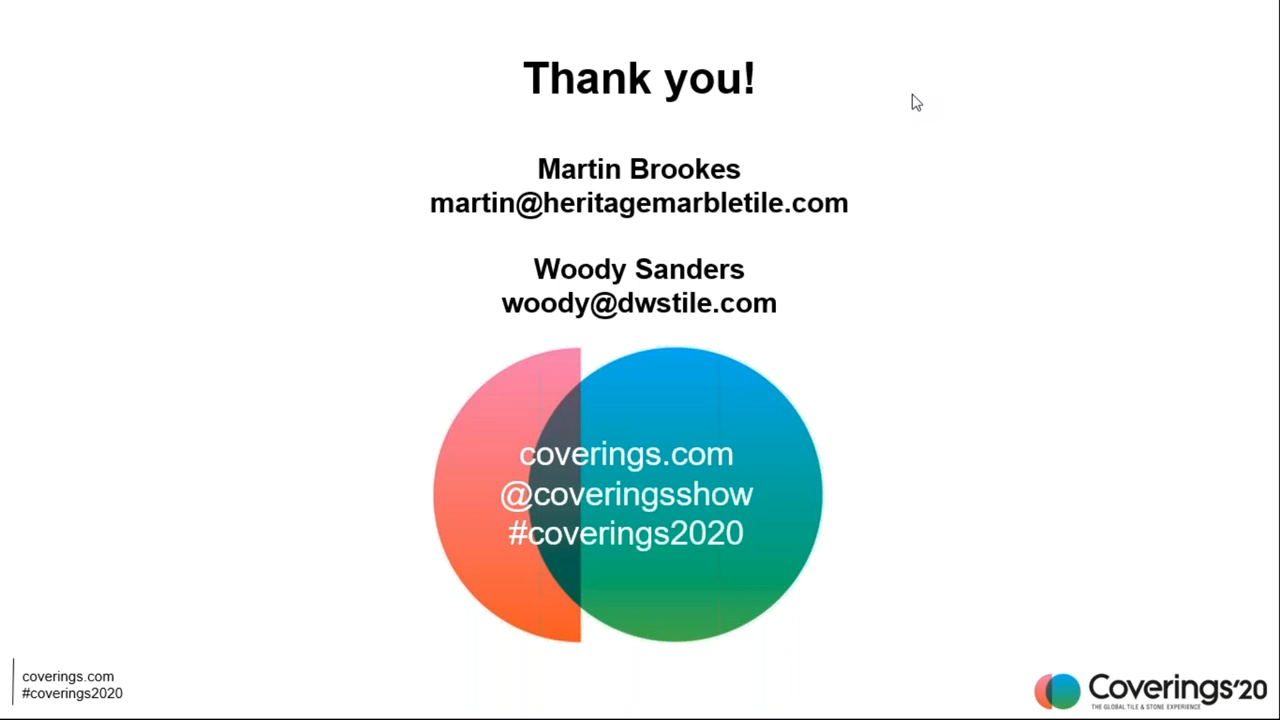 Thank you!
Martin Brookes
martin@heritagemarbletile.com
Woody Sanders
woody@dwstile.com
coverings.com
@coveringsshow
#coverings2020
coverings.com
#coverings2020
Coverings'20
THE GLOBAL TILE & STONE EXPERIENCE